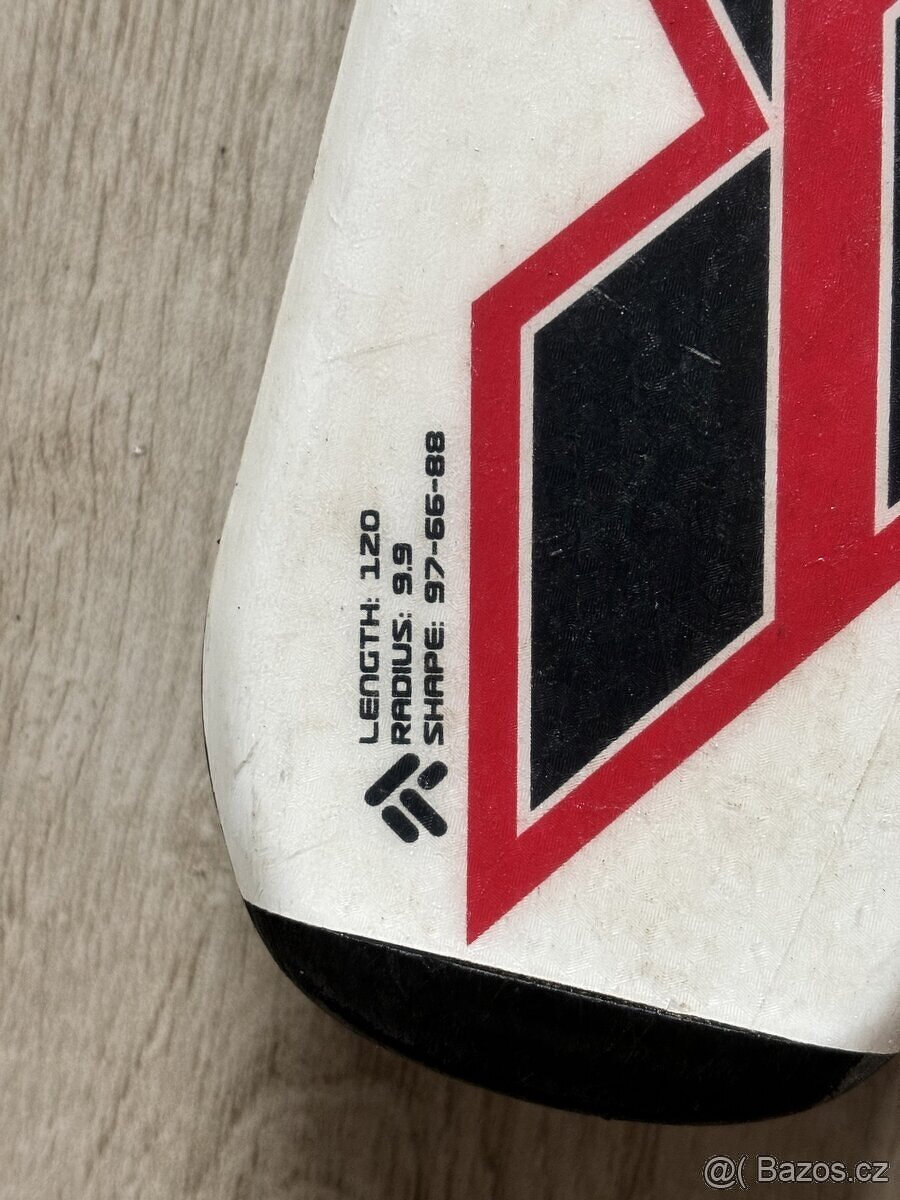 LENGTH: 120
RADIUS: 9.9
SHAPE: 97-66-88
@( Bazos.cz